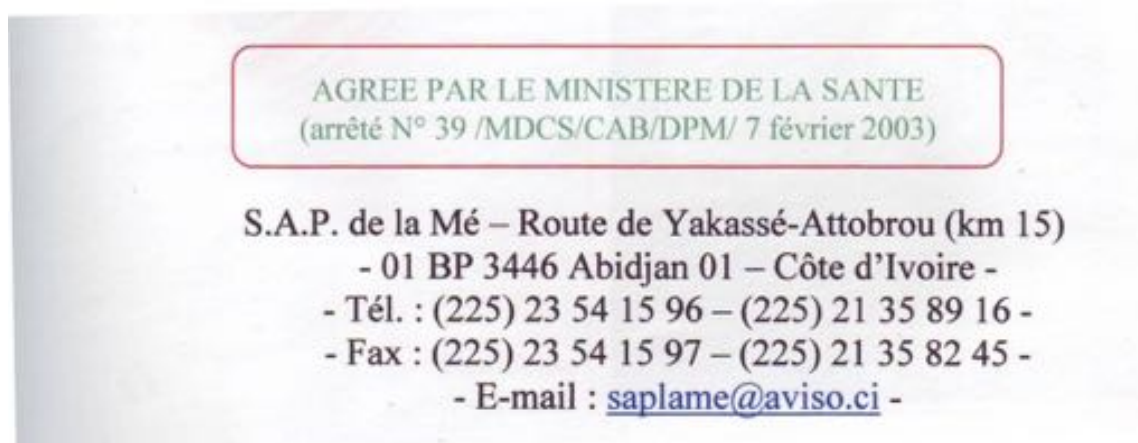 AGREE PAR LE MINISTERE DE LA SANTE
(arrêté N° 39 /MDCS/CAB/DPM/ 7 février 2003)
S.A.P. de la Mé – Route de Yakassé-Attobrou (km 15)
- 01 BP 3446 Abidjan 01 – Côte d'Ivoire -
- Tél. : (225) 23 54 15 96 – (225) 21 35 89 16 -
- Fax : (225) 23 54 15 97 – (225) 21 35 82 45 -
- E-mail : saplame@aviso.ci -